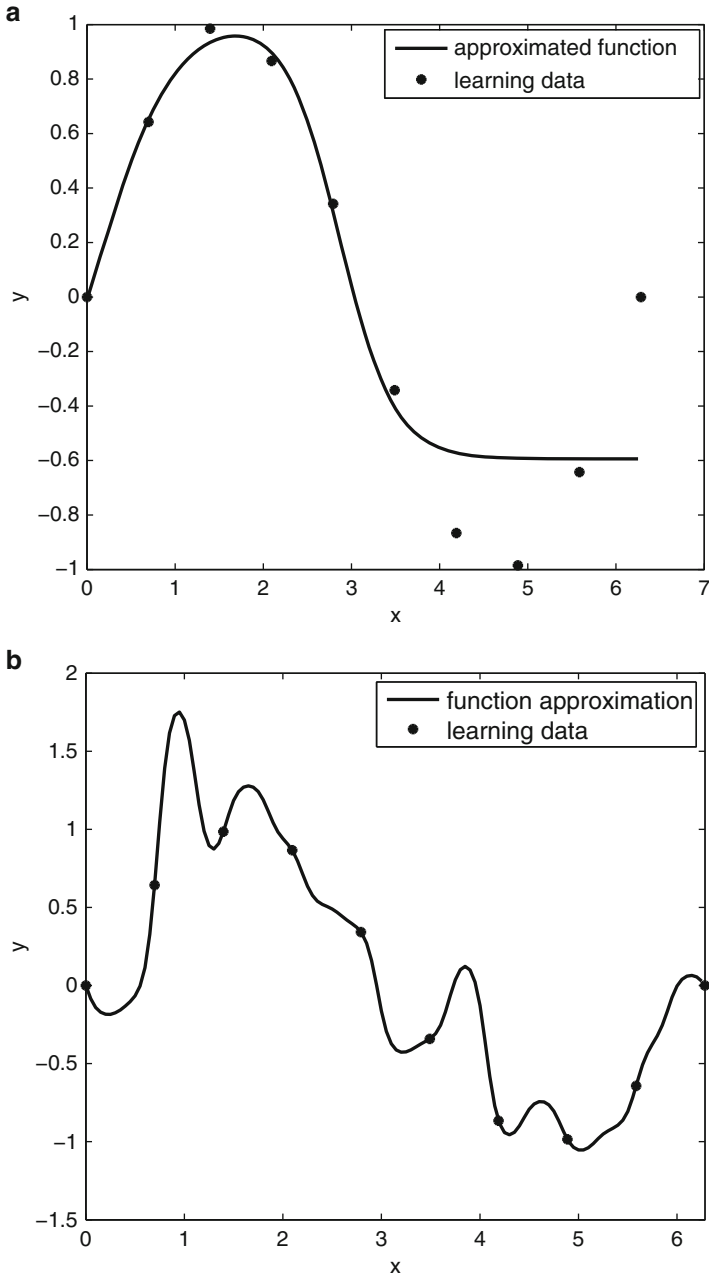 a
1
approximated function
learning data
0.8
0.6
0.4
0.2
y
0
−0.2
−0.4
−0.6
−0.8
−1
0 1 2 3 4 5 6 7
x
b
2
function approximation
learning data
1.5
1
0.5
y
0
−0.5
−1
−1.5
0 1 2 3 4 5 6
x